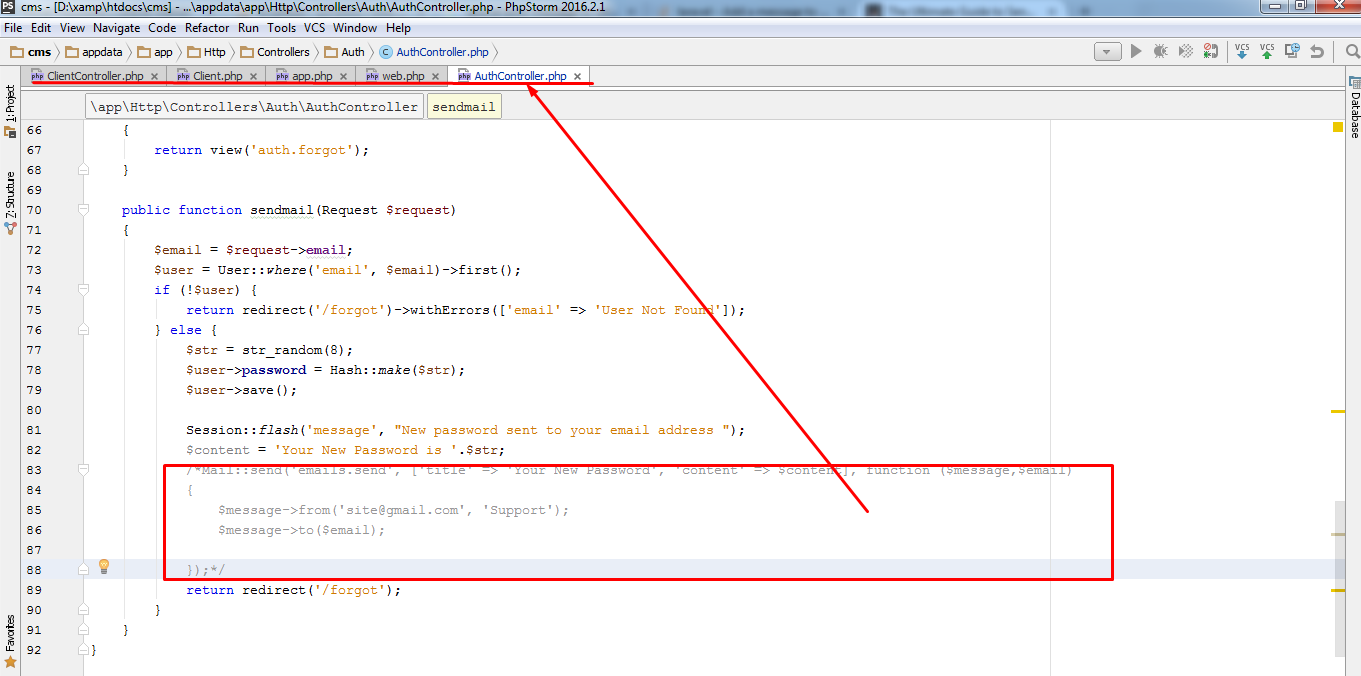 cms - [D:\xamp\htdocs\cms] - ...\appdata\app\Http\Controllers\Auth\AuthController.php - PhpStorm 2016.2.1
File Edit View Navigate Code Refactor Run Tools VCS Window Help
cms appdata app Http Controllers Auth AuthController.php
VCS VCS
ClientController.php Client.php app.php web.php AuthController.php
1: Project
7: Structure
Favorites
Database
\app\Http\Controllers\Auth\AuthController sendmail
66 {
67 return view('auth.forgot');
68 }
69
70 public function sendmail(Request $request)
71 {
72 $email = $request->email;
73 $user = User::where('email', $email)->first();
74 if (!$user) {
75 return redirect('/forgot')->withErrors(['email' => 'User Not Found']);
76 } else {
77 $str = str_random(8);
78 $user->password = Hash::make($str);
79 $user->save();
80
81 Session::flash('message', "New password sent to your email address ");
82 $content = 'Your New Password is '.$str;
83 /*Mail::send('emails.send', ['title' => 'Your New Password', 'content' => $content], function ($message,$email)
84 {
85 $message->from('site@gmail.com', 'Support');
86 $message->to($email);
87
88 });*/
89 return redirect('/forgot');
90 }
91 }
92 }